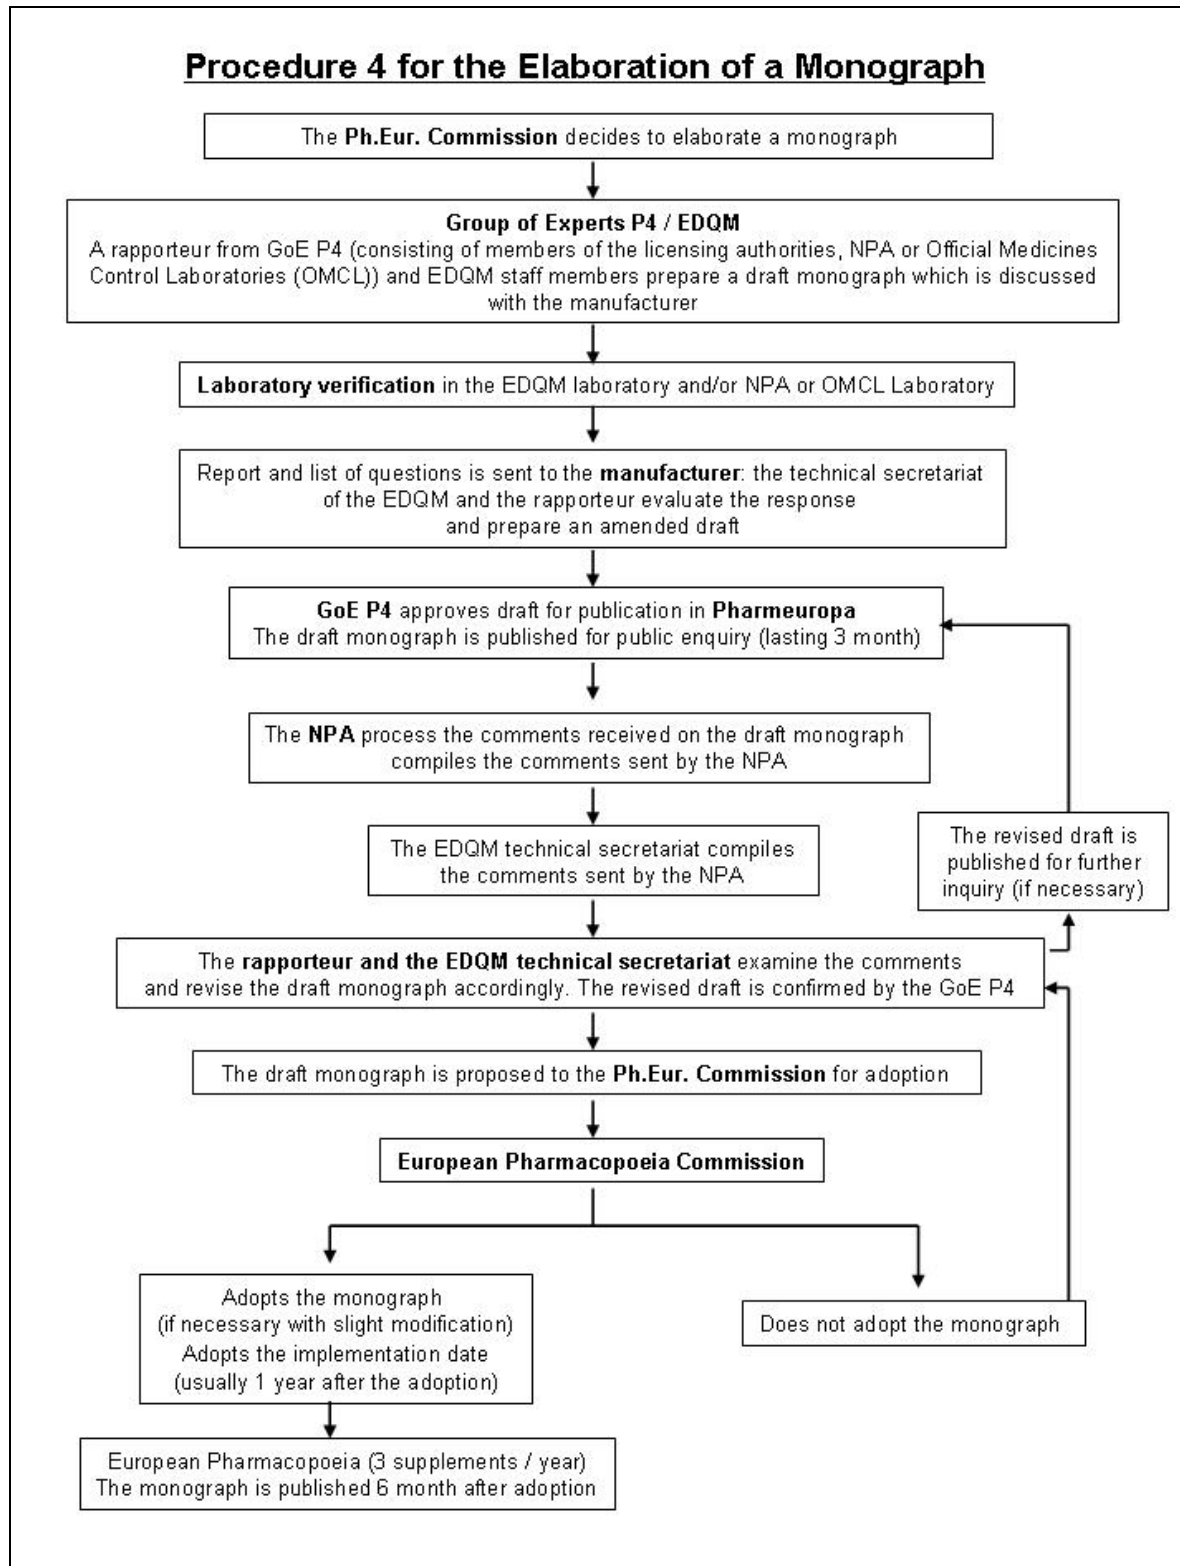 Procedure 4 for the Elaboration of a Monograph
The Ph.Eur. Commission decides to elaborate a monograph
Group of Experts P4 / EDQM
A rapporteur from GoE P4 (consisting of members of the licensing authorities, NPA or Official Medicines
Control Laboratories (OMCL)) and EDQM staff members prepare a draft monograph which is discussed
with the manufacturer
Laboratory verification in the EDQM laboratory and/or NPA or OMCL Laboratory
Report and list of questions is sent to the manufacturer: the technical secretariat
of the EDQM and the rapporteur evaluate the response
and prepare an amended draft
GoE P4 approves draft for publication in Pharmeuropa
The draft monograph is published for public enquiry (lasting 3 month)
The NPA process the comments received on the draft monograph
compiles the comments sent by the NPA
The EDQM technical secretariat compiles
the comments sent by the NPA
The revised draft is
published for further
inquiry (if necessary)
The rapporteur and the EDQM technical secretariat examine the comments
and revise the draft monograph accordingly. The revised draft is confirmed by the GoE P4
The draft monograph is proposed to the Ph.Eur. Commission for adoption
European Pharmacopoeia Commission
Adopts the monograph
(if necessary with slight modification)
Adopts the implementation date
(usually 1 year after the adoption)
Does not adopt the monograph
European Pharmacopoeia (3 supplements / year)
The monograph is published 6 month after adoption